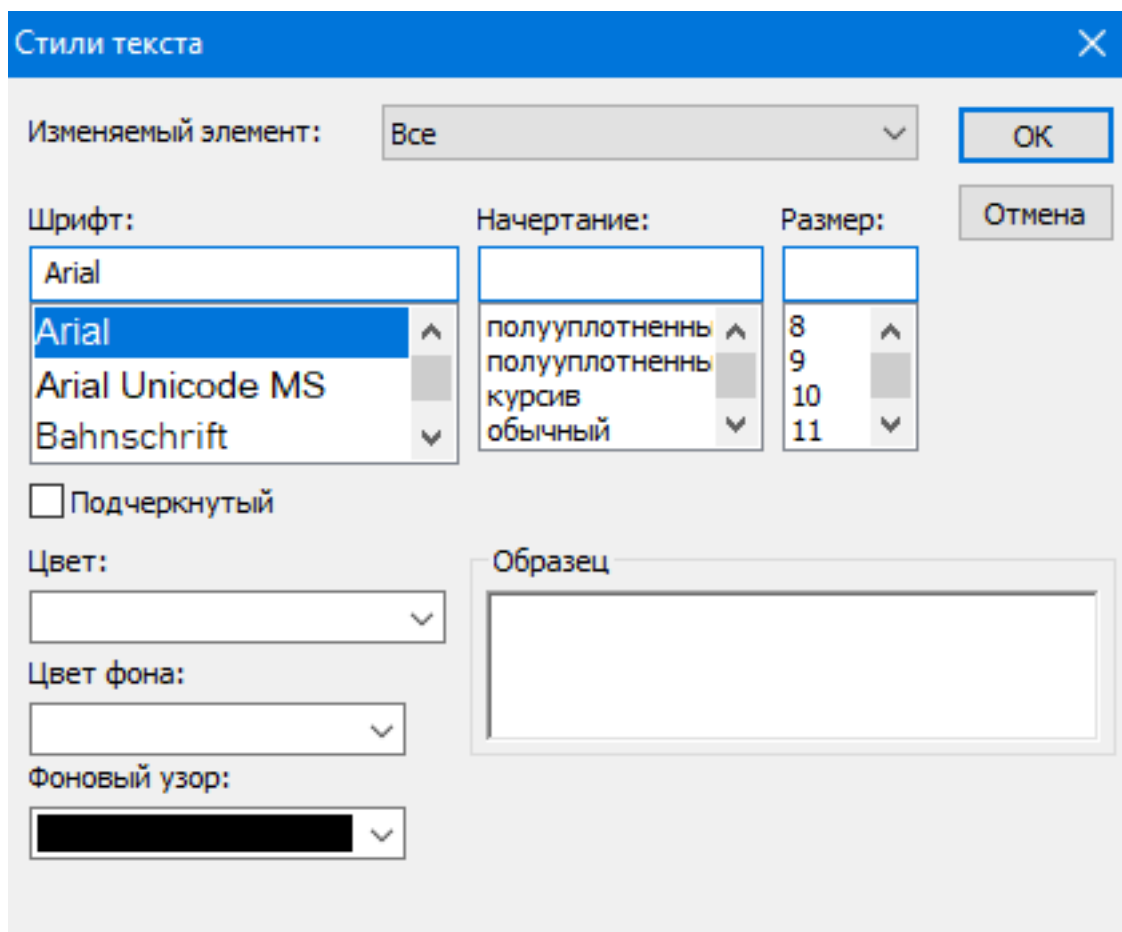 Стили текста
Изменяемый элемент: Все
OK
Отмена
Шрифт: Начертание: Размер:
Arial
Arial
Arial Unicode MS
Bahnschrift
полууплотненны
полууплотненны
курсив
обычный
8
9
10
11
Подчеркнутый
Цвет:
Образец
Цвет фона:
Фоновый узор: